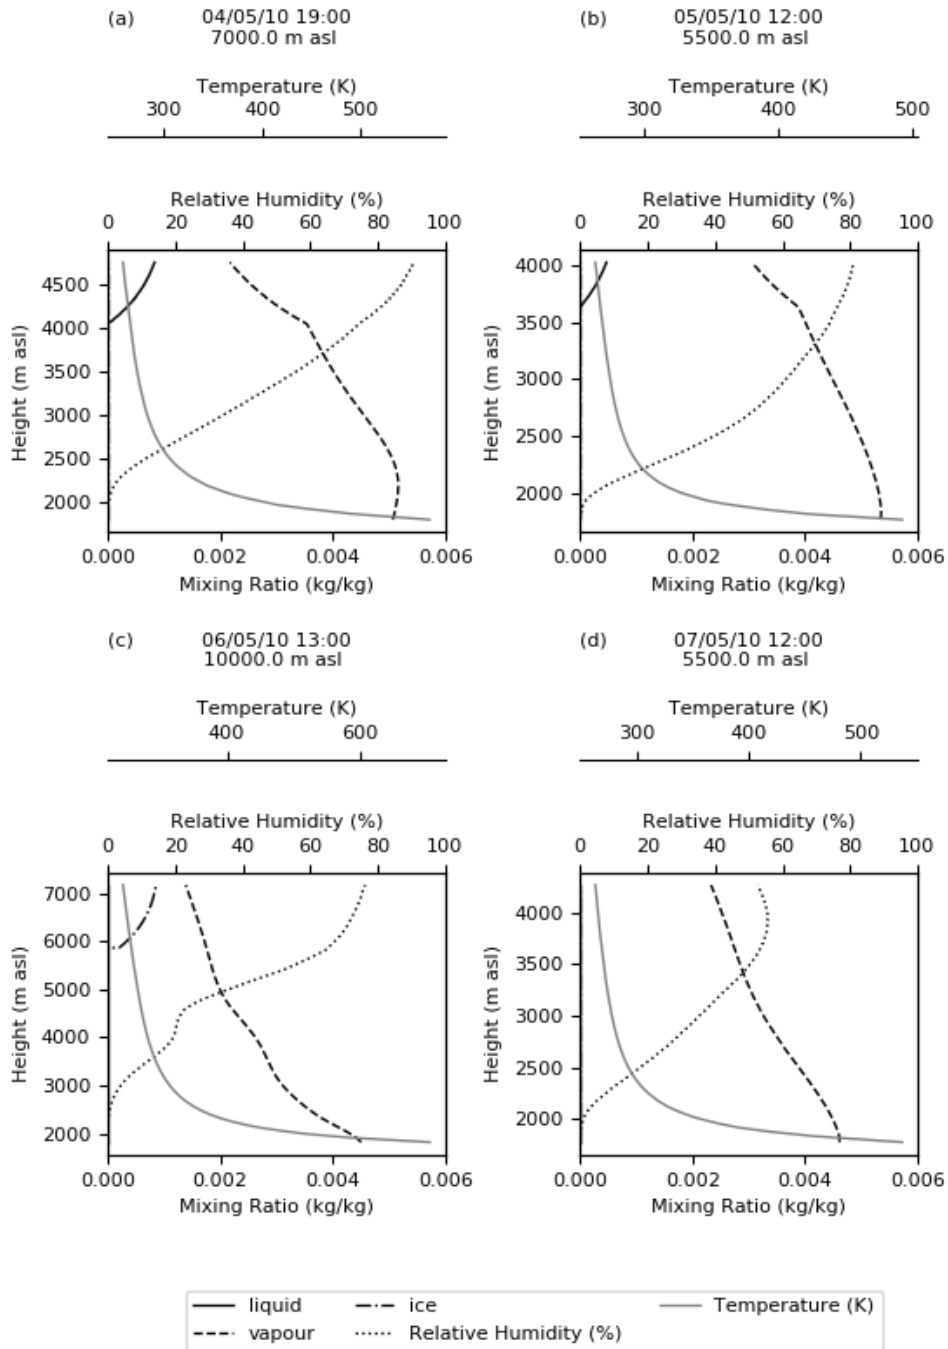 (a) 04/05/10 19:00
7000.0 m asl
Temperature (K)
300 400 500
Relative Humidity (%)
0 20 40 60 80 100
4500
4000
3500
3000
2500
2000
Height (m asl)
0.000 0.002 0.004 0.006
Mixing Ratio (kg/kg)
(b) 05/05/10 12:00
5500.0 m asl
Temperature (K)
300 400 500
Relative Humidity (%)
0 20 40 60 80 100
4000
3500
3000
2500
2000
Height (m asl)
0.000 0.002 0.004 0.006
Mixing Ratio (kg/kg)
(c) 06/05/10 13:00
10000.0 m asl
Temperature (K)
400 600
Relative Humidity (%)
0 20 40 60 80 100
7000
6000
5000
4000
3000
2000
Height (m asl)
0.000 0.002 0.004 0.006
Mixing Ratio (kg/kg)
(d) 07/05/10 12:00
5500.0 m asl
Temperature (K)
300 400 500
Relative Humidity (%)
0 20 40 60 80 100
4000
3500
3000
2500
2000
Height (m asl)
0.000 0.002 0.004 0.006
Mixing Ratio (kg/kg)
liquid ice Temperature (K)
vapour Relative Humidity (%)